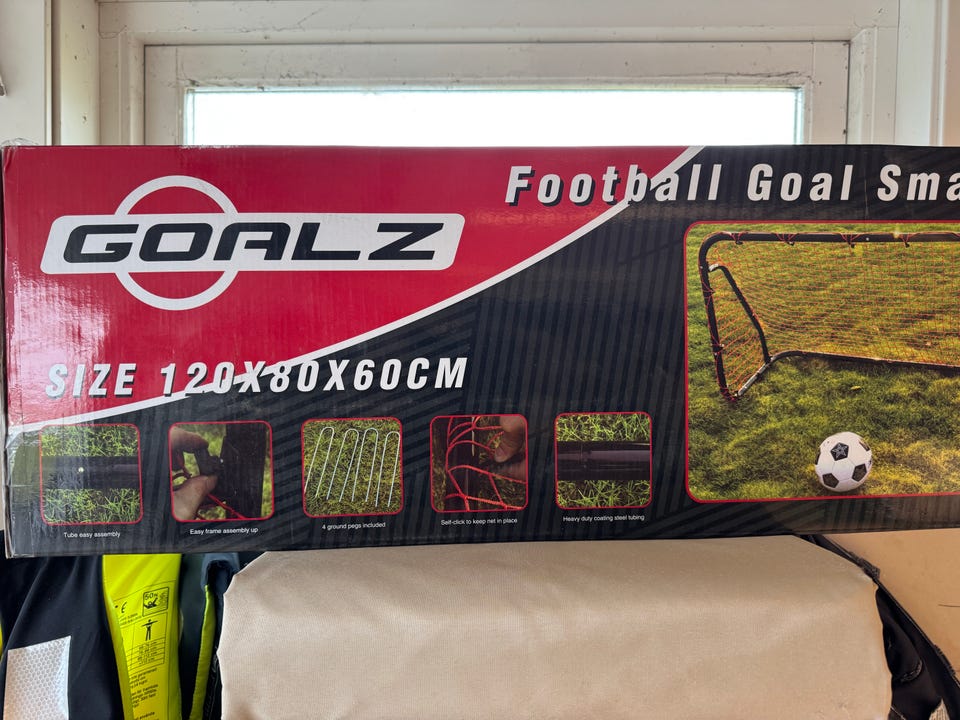 Football Goal Sma
GOALZ
SIZE 120X80X60CM
Tube easy assembly
Easy frame assembly up
4 ground pegs included
Self-click to keep net in place
Heavy duty coating steel tubing
50N